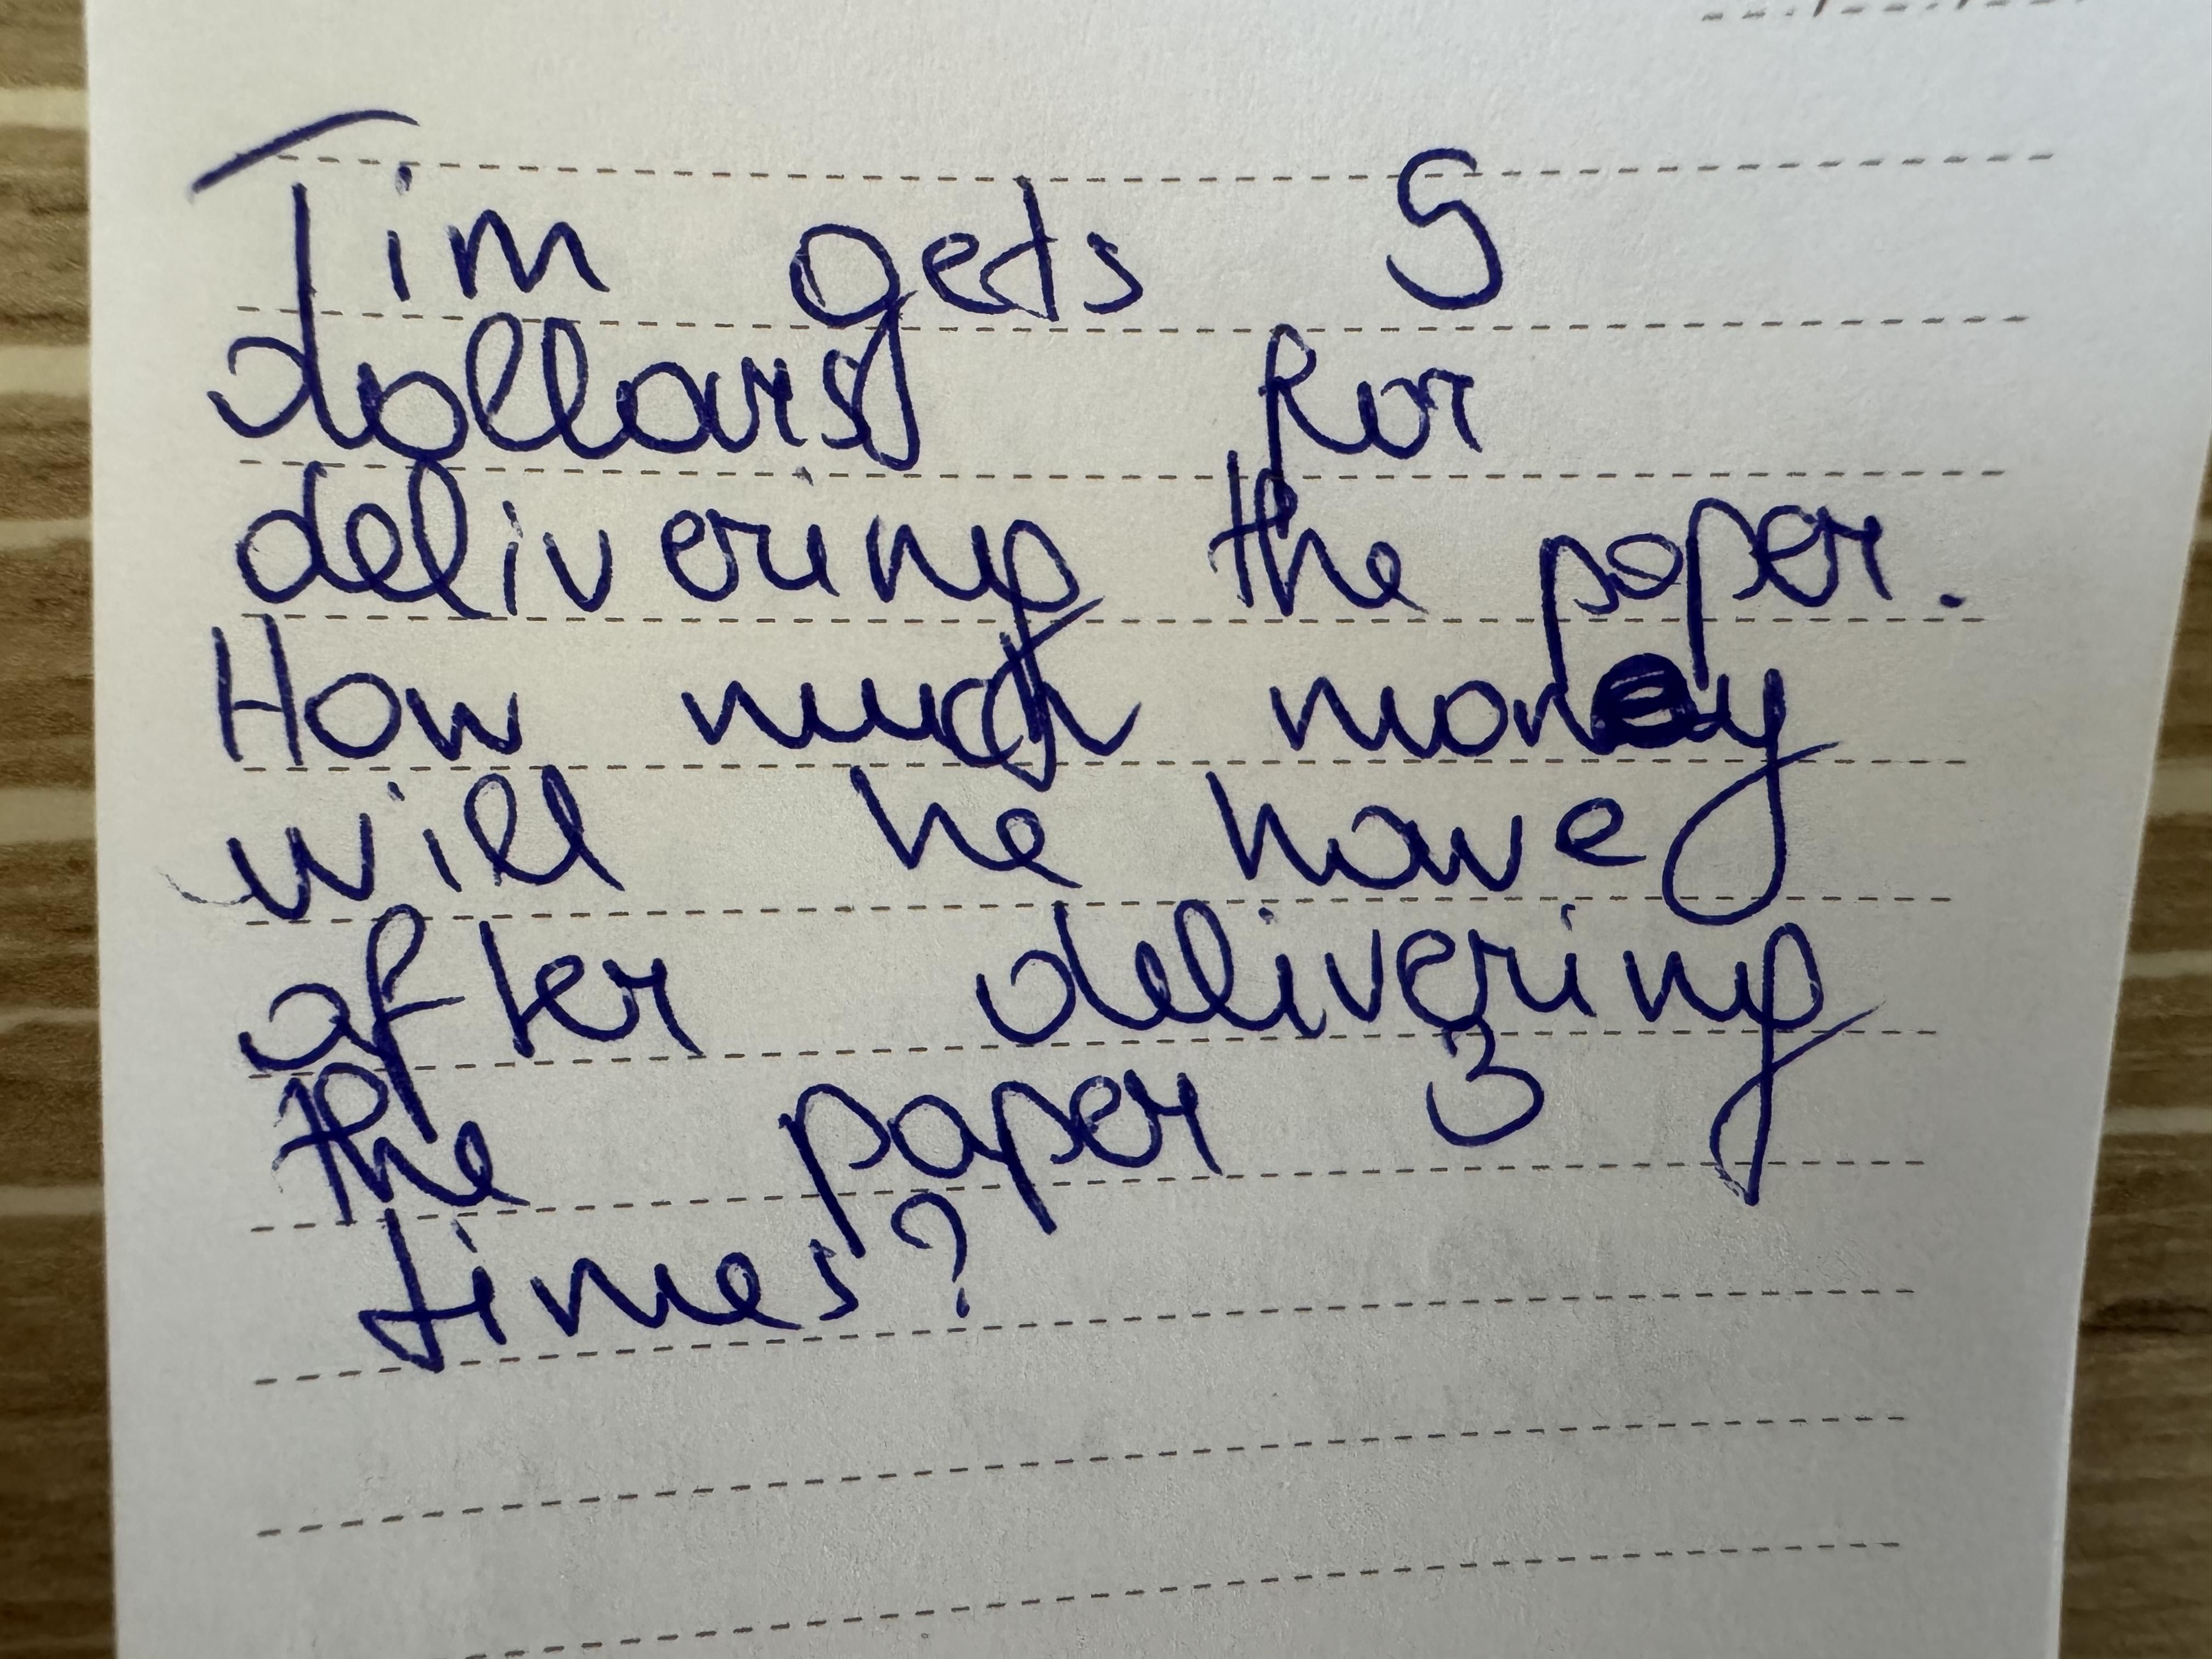 Tim gets 5
dollars for
delivering the paper.
How much money
will he have
after delivering
the paper 3
times?